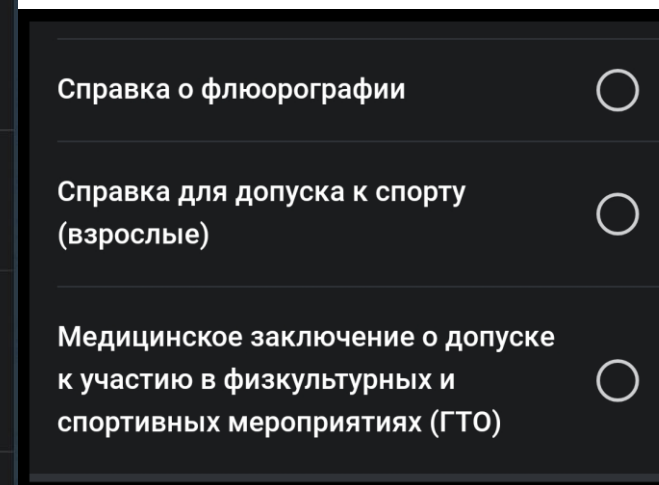 Справка о флюорографии
Справка для допуска к спорту
(взрослые)
Медицинское заключение о допуске
к участию в физкультурных и
спортивных мероприятиях (ГТО)